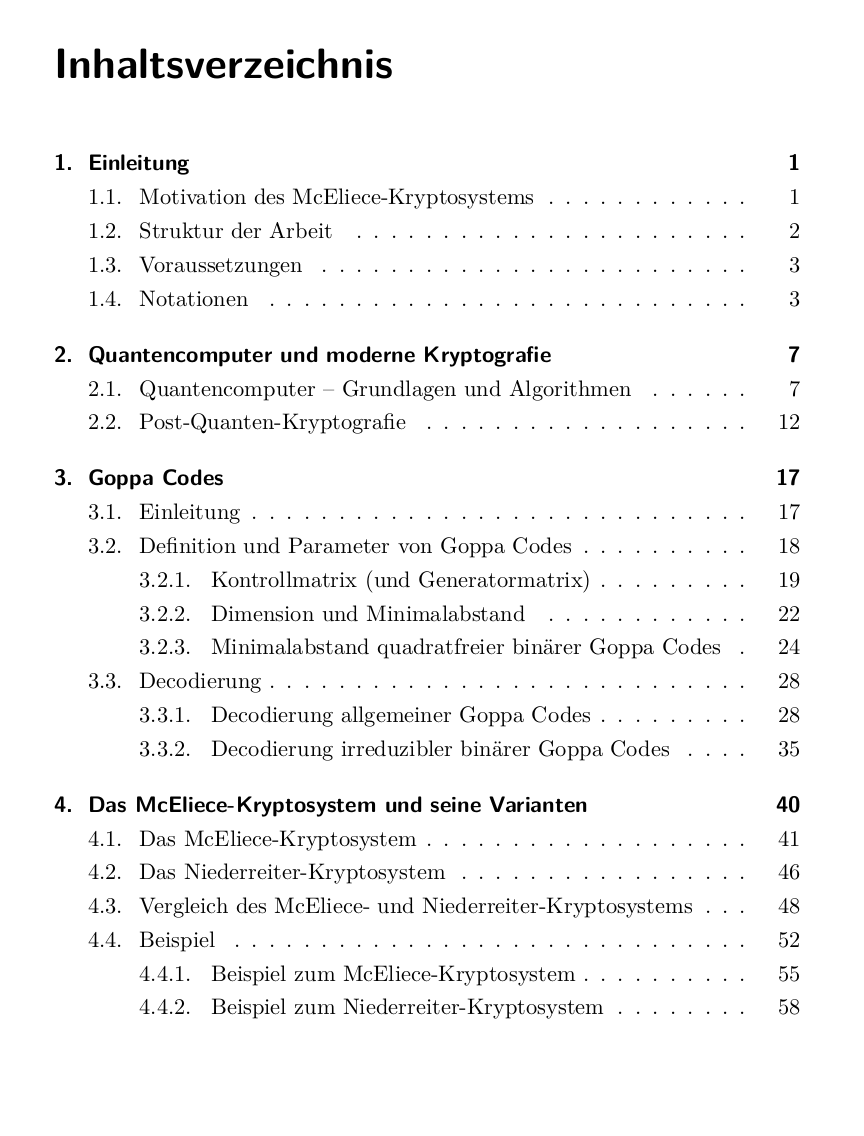 Inhaltsverzeichnis
1. Einleitung 1
1.1. Motivation des McEliece-Kryptosystems . . . . . . . . . . . . 1
1.2. Struktur der Arbeit . . . . . . . . . . . . . . . . . . . . . . . 2
1.3. Voraussetzungen . . . . . . . . . . . . . . . . . . . . . . . . . 3
1.4. Notationen . . . . . . . . . . . . . . . . . . . . . . . . . . . . 3
2. Quantencomputer und moderne Kryptografie 7
2.1. Quantencomputer – Grundlagen und Algorithmen . . . . . . 7
2.2. Post-Quanten-Kryptografie . . . . . . . . . . . . . . . . . . . 12
3. Goppa Codes 17
3.1. Einleitung . . . . . . . . . . . . . . . . . . . . . . . . . . . . . 17
3.2. Definition und Parameter von Goppa Codes . . . . . . . . . . 18
3.2.1. Kontrollmatrix (und Generatormatrix) . . . . . . . . . 19
3.2.2. Dimension und Minimalabstand . . . . . . . . . . . . 22
3.2.3. Minimalabstand quadratfreier binärer Goppa Codes . 24
3.3. Decodierung . . . . . . . . . . . . . . . . . . . . . . . . . . . . 28
3.3.1. Decodierung allgemeiner Goppa Codes . . . . . . . . . 28
3.3.2. Decodierung irreduzibler binärer Goppa Codes . . . . 35
4. Das McEliece-Kryptosystem und seine Varianten 40
4.1. Das McEliece-Kryptosystem . . . . . . . . . . . . . . . . . . . 41
4.2. Das Niederreiter-Kryptosystem . . . . . . . . . . . . . . . . . 46
4.3. Vergleich des McEliece- und Niederreiter-Kryptosystems . . . 48
4.4. Beispiel . . . . . . . . . . . . . . . . . . . . . . . . . . . . . . 52
4.4.1. Beispiel zum McEliece-Kryptosystem . . . . . . . . . . 55
4.4.2. Beispiel zum Niederreiter-Kryptosystem . . . . . . . . 58